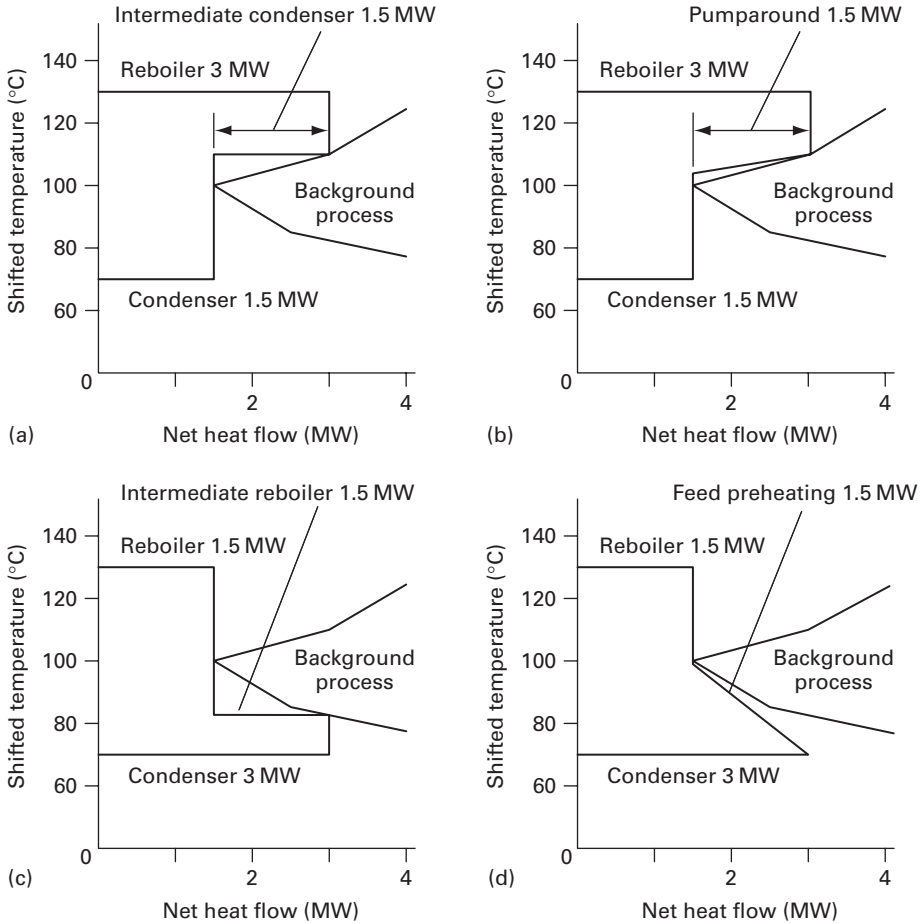 Intermediate condenser 1.5 MW
Shifted temperature (°C)
140
120
100
80
60
0
Reboiler 3 MW
Background
process
Condenser 1.5 MW
2
4
(a)
Net heat flow (MW)
Pumparound 1.5 MW
Shifted temperature (°C)
140
120
100
80
60
0
Reboiler 3 MW
Background
process
Condenser 1.5 MW
2
4
(b)
Net heat flow (MW)
Intermediate reboiler 1.5 MW
Shifted temperature (°C)
140
120
100
80
60
0
Reboiler 1.5 MW
Background
process
Condenser 3 MW
2
4
(c)
Net heat flow (MW)
Feed preheating 1.5 MW
Shifted temperature (°C)
140
120
100
80
60
0
Reboiler 1.5 MW
Background
process
Condenser 3 MW
2
4
(d)
Net heat flow (MW)